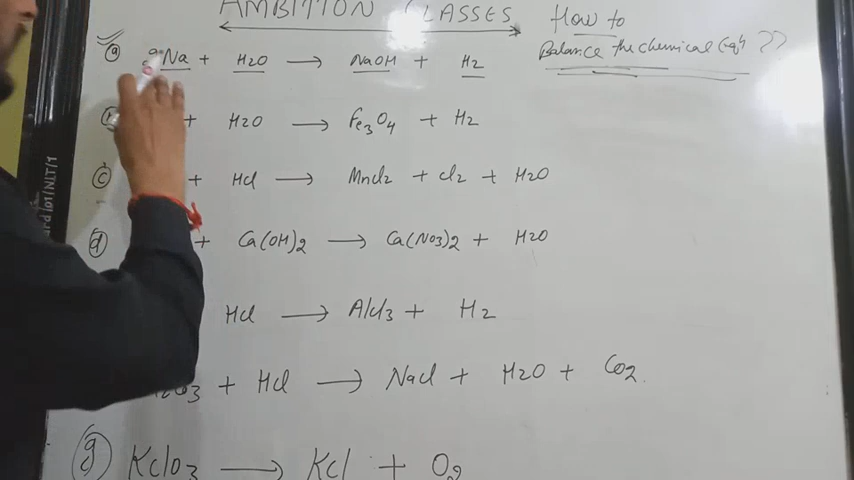 AMBITION CLASSES
How to
Balance the chemical Eqn ??
(a) Na + H2O → NaOH + H2
+ H2O → Fe3O4 + H2
(c) + HCl → MnCl2 + Cl2 + H2O
(d) + Ca(OH)2 → Ca(NO3)2 + H2O
HCl → AlCl3 + H2
CO3 + HCl → NaCl + H2O + CO2
(g) KClO3 → KCl + O2